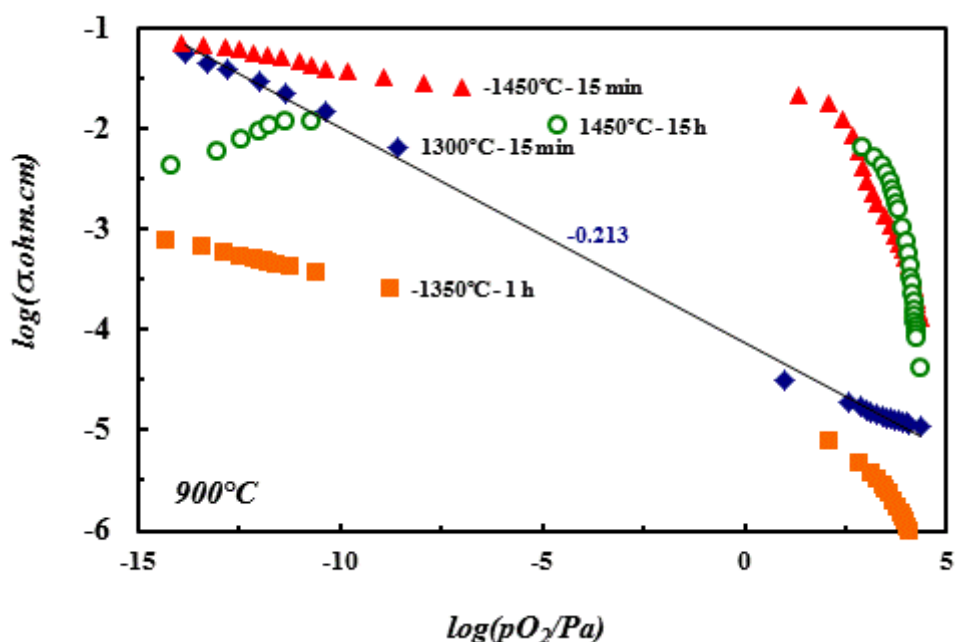 -1
-2
-3
-4
-5
-6
log(σ.ohm.cm)
-1450°C - 15 min
1450°C - 15 h
1300°C - 15 min
-0.213
-1350°C - 1 h
900°C
-15
-10
-5
0
5
log(pO2/Pa)